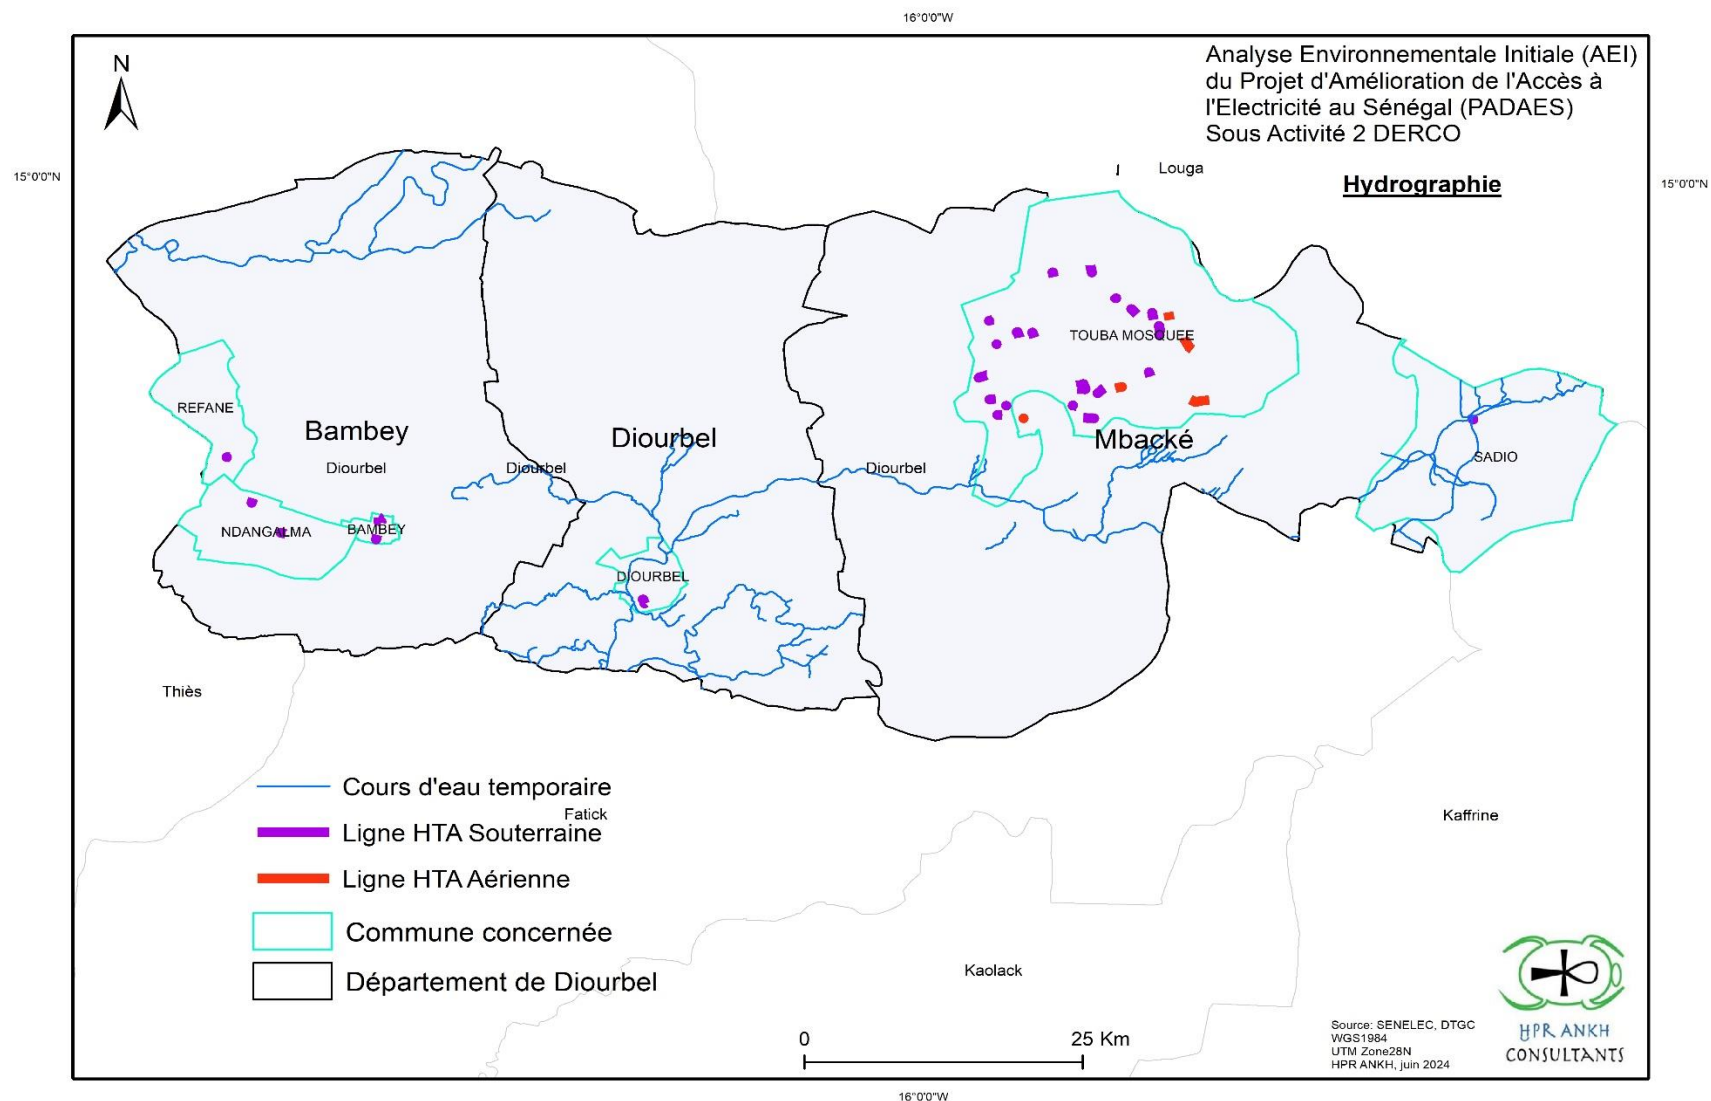 16°0'0"W
Analyse Environnementale Initiale (AEI)
du Projet d'Amélioration de l'Accès à
l'Electricité au Sénégal (PADAES)
Sous Activité 2 DERCO
N
15°0'0"N
Louga
15°0'0"N
Hydrographie
TOUBA MOSQUEE
REFANE
Bambey
Diourbel
Mbacké
Diourbel
Diourbel
Diourbel
SADIO
NDANGALMA
BAMBEY
DIOURBEL
Thiès
Cours d'eau temporaire
Fatick
Kaffrine
Ligne HTA Souterraine
Ligne HTA Aérienne
Commune concernée
Département de Diourbel
Kaolack
0
25 Km
Source: SENELEC, DTGC
WGS1984
UTM Zone28N
HPR ANKH, juin 2024
HPR ANKH
CONSULTANTS
16°0'0"W